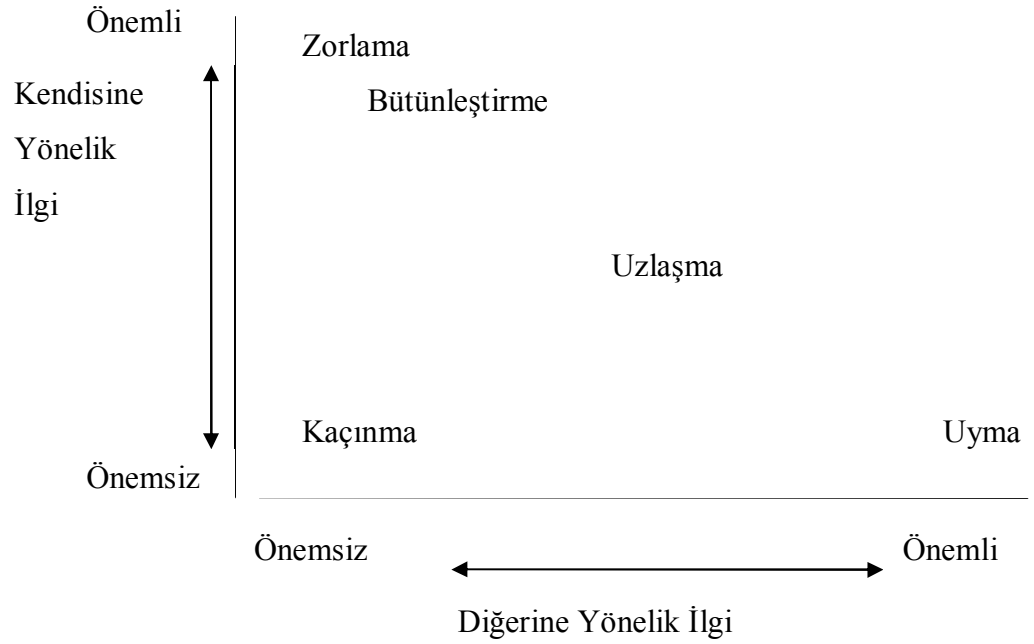 Önemli
Zorlama
Kendisine
Bütünleştirme
Yönelik
İlgi
Uzlaşma
Kaçınma
Uyma
Önemsiz
Önemsiz
Önemli
Diğerine Yönelik İlgi